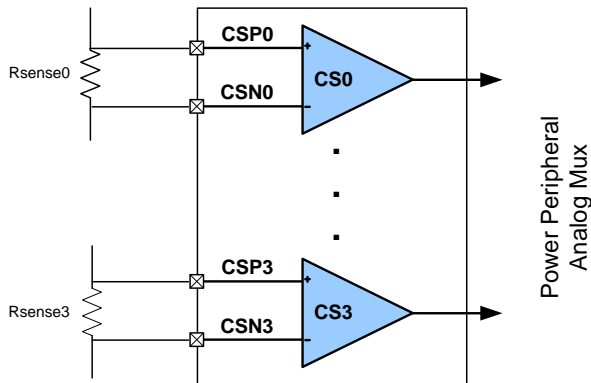 CSP0
Rsense0
CS0
CSN0
CSP3
Rsense3
CS3
CSN3
Power Peripheral
Analog Mux